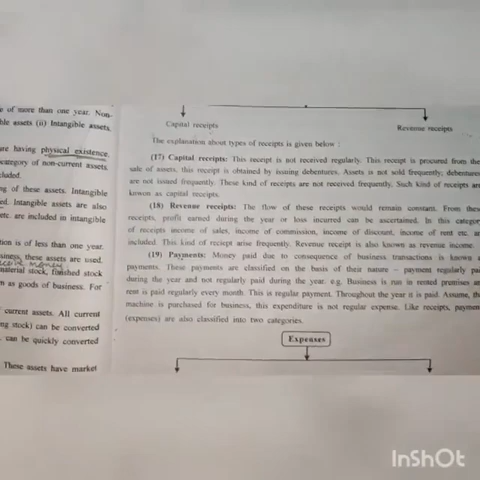 e of more than one year. Non-
ble assets (ii) Intangible assets,
are having physical existence.
category of non-current assets
cluded.
ng of these assets. Intangible
ed. Intangible assets are also
etc. are included in intangible
tion is of less than one year.
usiness, these assets are used.
money
material stock, finished stock
n as goods of business. For
current assets. All current
ng stock) can be converted
can be quickly converted
These assets have market
Capital receipts
Revenue receipts
The explanation about types of receipts is given below :
(17) Capital receipts: This receipt is not received regularly. This receipt is procured from the
sale of assets, this receipt is obtained by issuing debentures. Assets is not sold frequently; debentures
are not issued frequently. These kind of receipts are not received frequently. Such kind of receipts are
known as capital receipts.
(18) Revenue receipts: The flow of these receipts would remain constant. From these
receipts, profit earned during the year or loss incurred can be ascertained. In this category
of receipts income of sales, income of commission, income of discount, income of rent etc. are
included. This kind of reciept arise frequently. Revenue receipt is also known as revenue income.
(19) Payments: Money paid due to consequence of business transactions is known as
payments. These payments are classified on the basis of their nature – payment regularly paid
during the year and not regularly paid during the year. e.g. Business is run in rented premises and
rent is paid regularly every month. This is regular payment. Throughout the year it is paid. Assume, the
machine is purchased for business, this expenditure is not regular expense. Like receipts, payment
(expenses) are also classified into two categories.
Expenses
InShOt